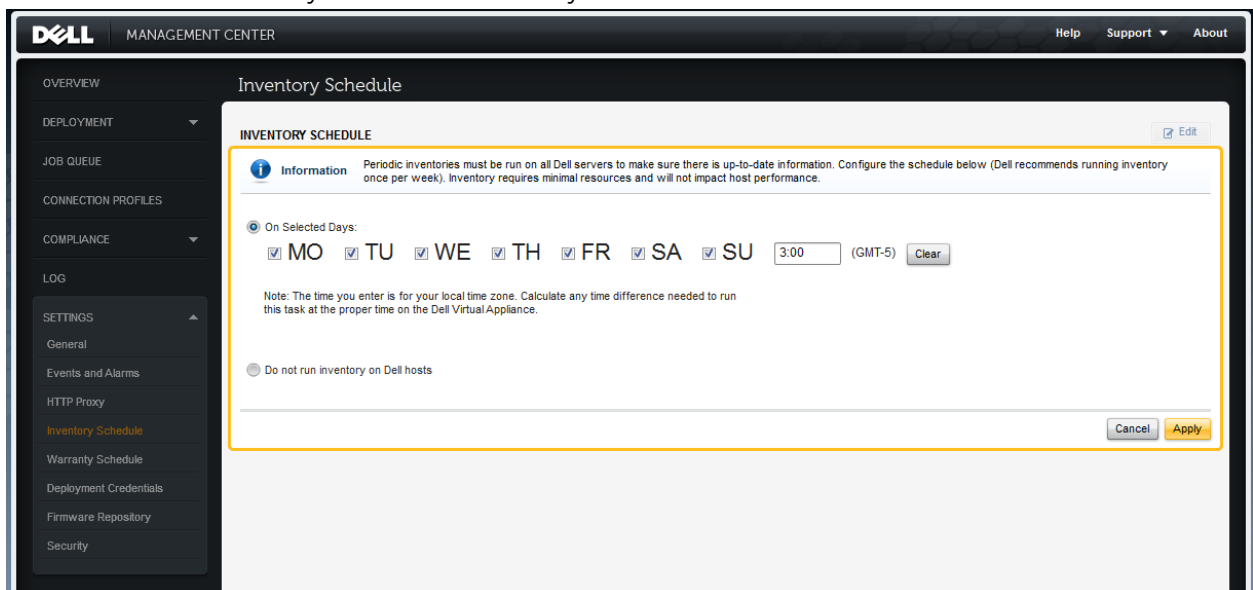 DELL MANAGEMENT CENTER Help Support About
OVERVIEW
Inventory Schedule
DEPLOYMENT
JOB QUEUE
CONNECTION PROFILES
COMPLIANCE
LOG
SETTINGS
General
Events and Alarms
HTTP Proxy
Inventory Schedule
Warranty Schedule
Deployment Credentials
Firmware Repository
Security
INVENTORY SCHEDULE Edit
Information Periodic inventories must be run on all Dell servers to make sure there is up-to-date information. Configure the schedule below (Dell recommends running inventory
once per week). Inventory requires minimal resources and will not impact host performance.
On Selected Days:
MO TU WE TH FR SA SU 3:00 (GMT-5) Clear
Note: The time you enter is for your local time zone. Calculate any time difference needed to run
this task at the proper time on the Dell Virtual Appliance.
Do not run inventory on Dell hosts
Cancel Apply